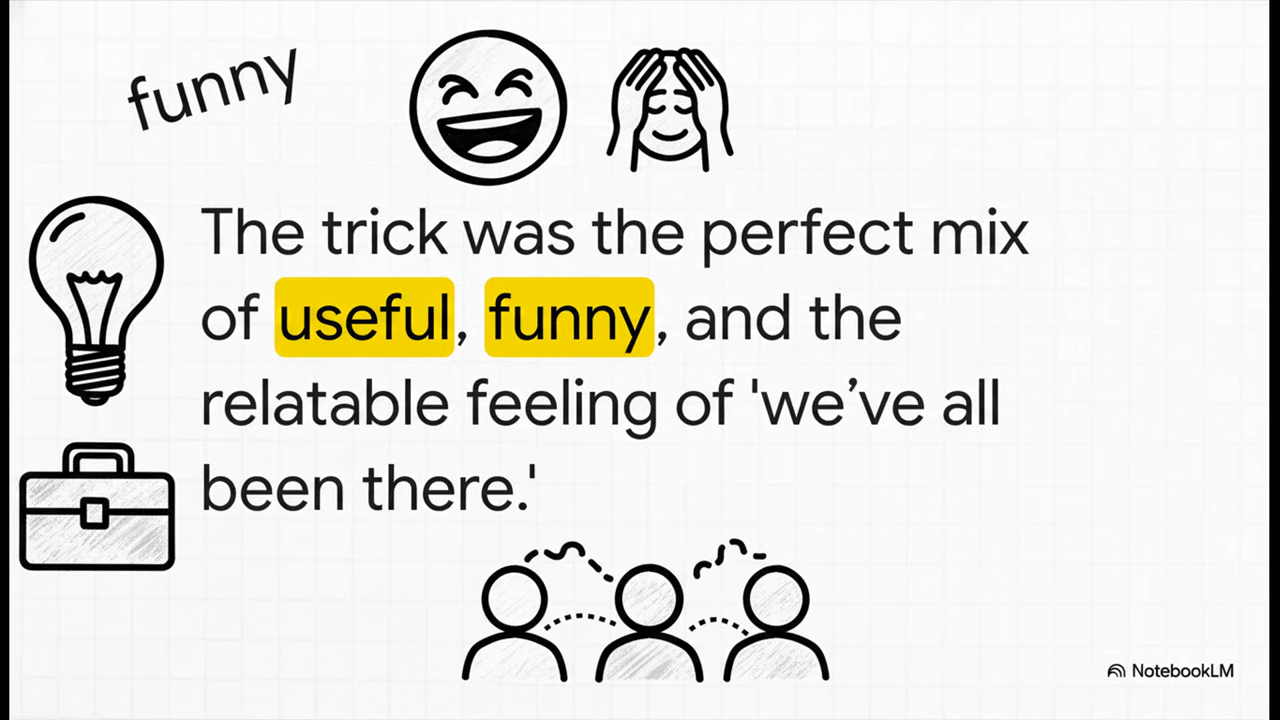 funny
The trick was the perfect mix
of useful, funny, and the
relatable feeling of 'we’ve all
been there.'
NotebookLM